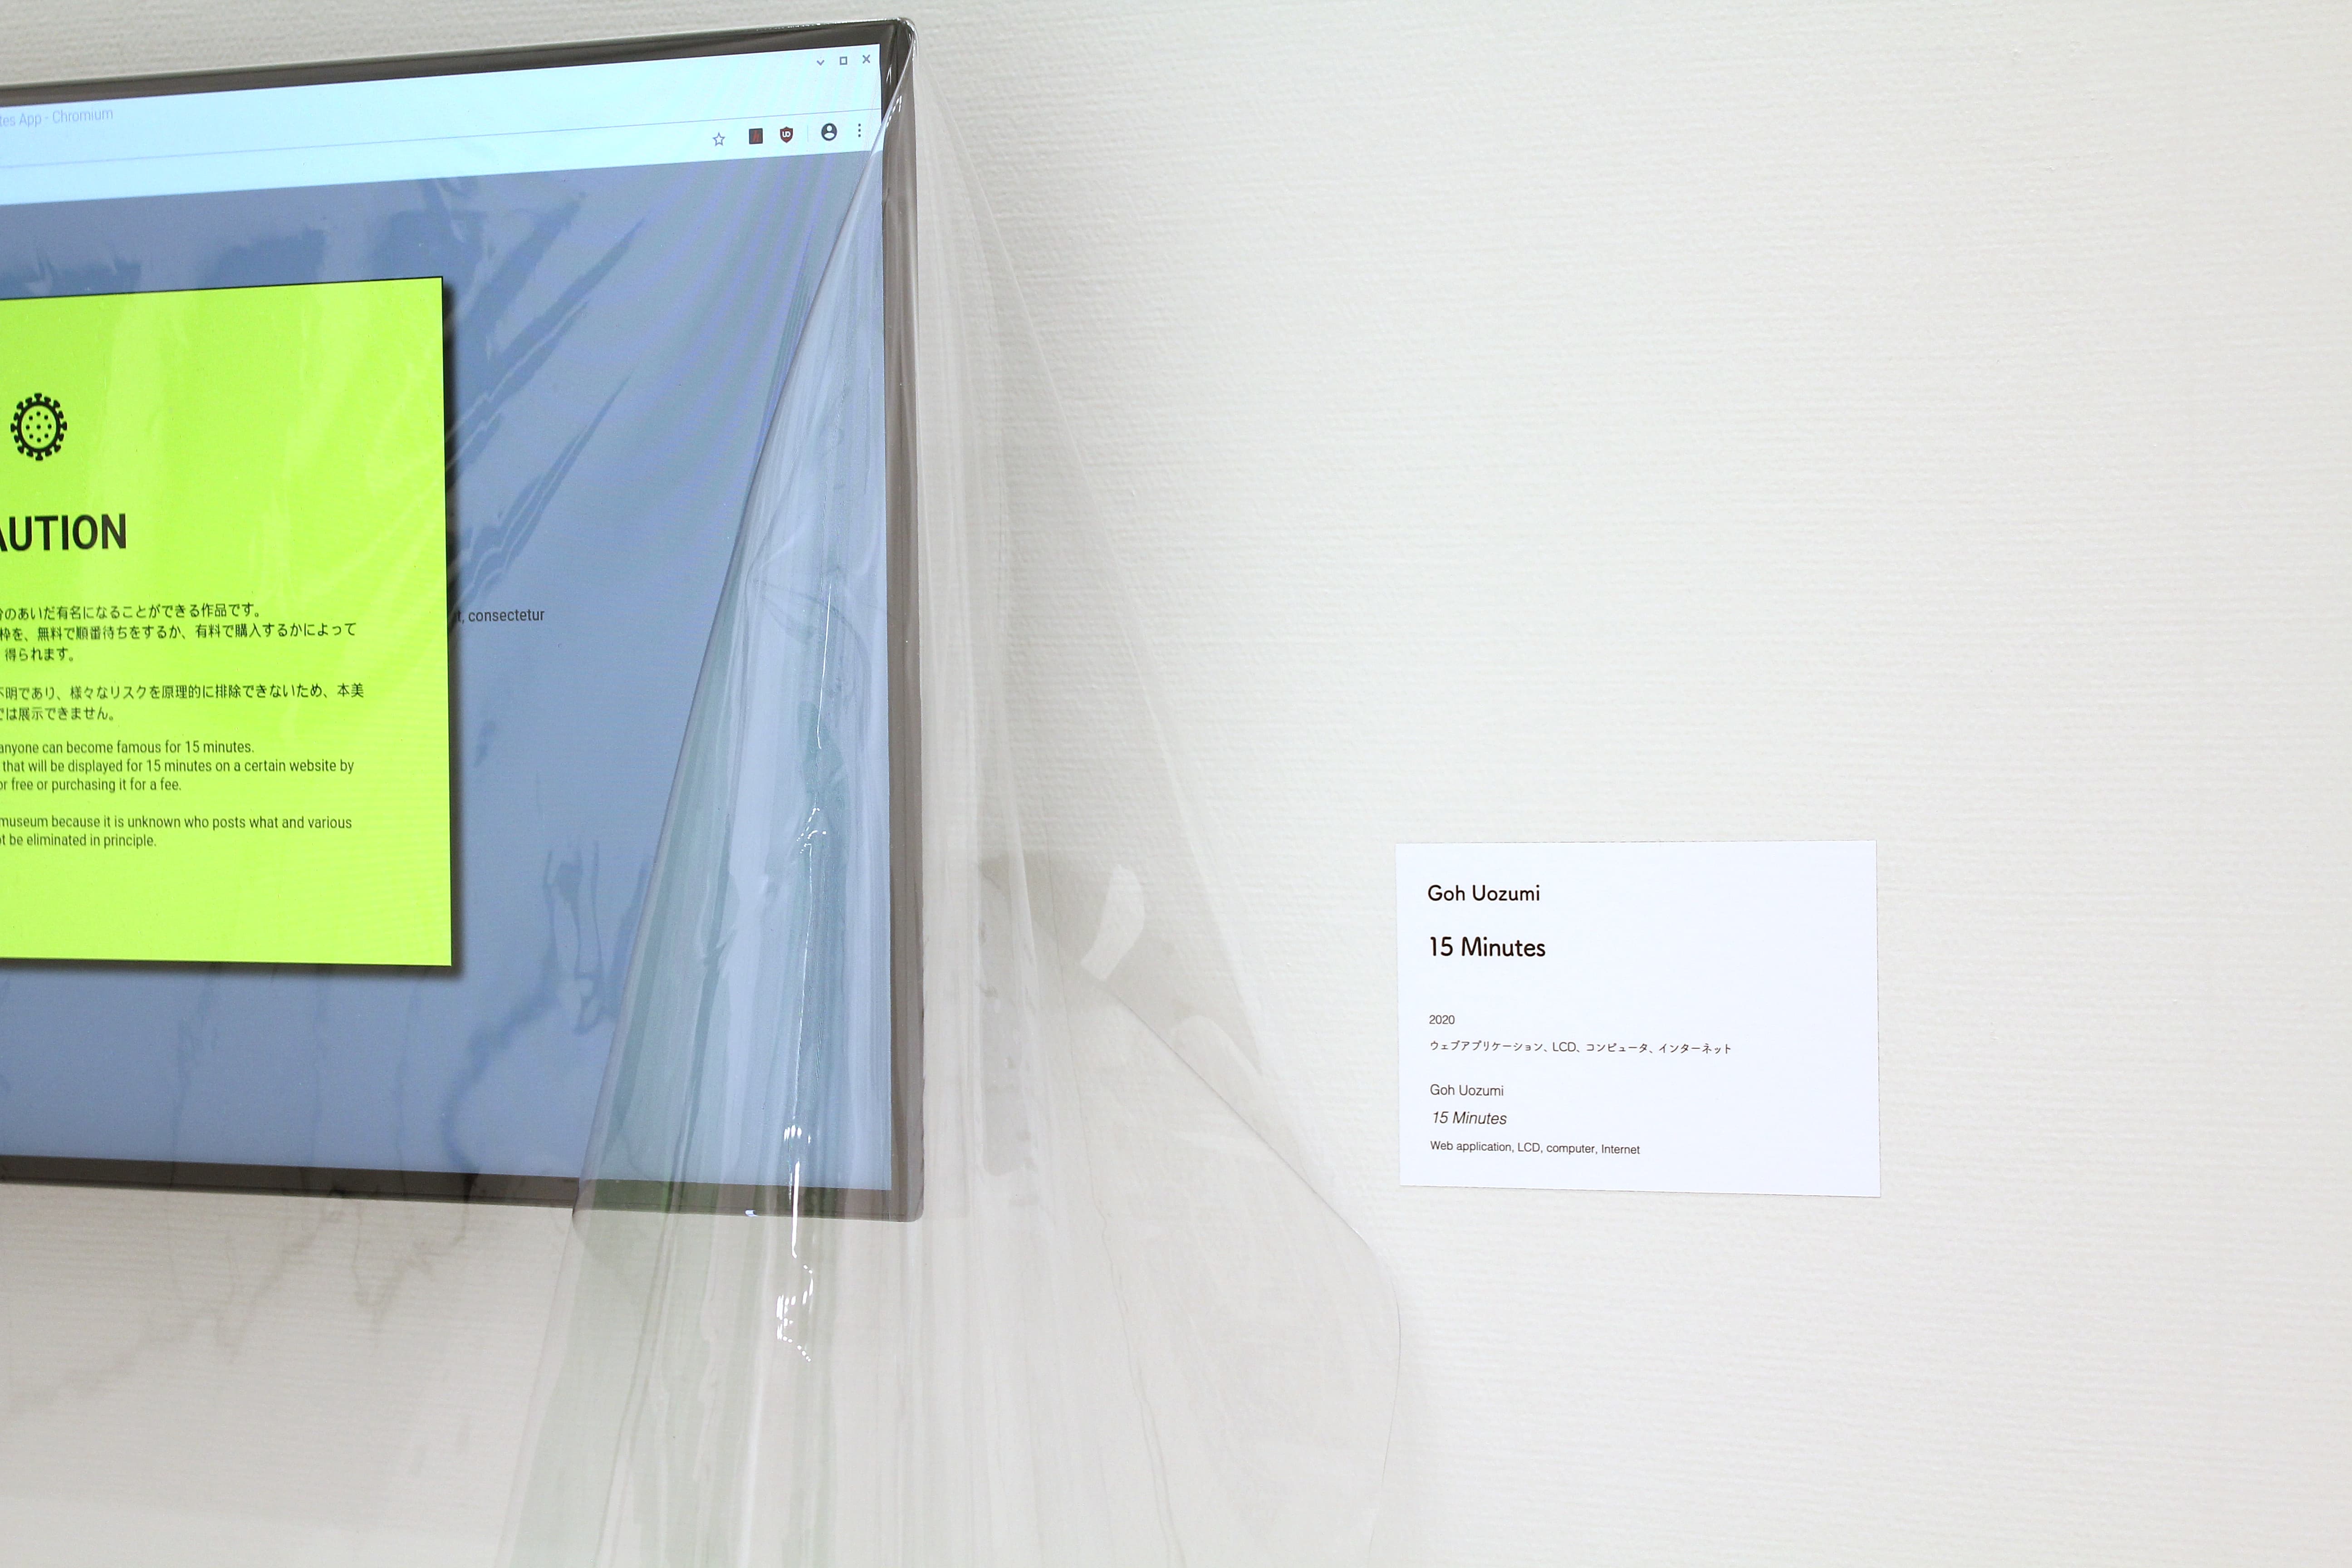 App - Chromium
CAUTION
のあいだ有名になることができる作品です。
枠を、無料で順番待ちをするか、有料で購入するかによって
得られます。
不明であり、様々なリスクを原理的に排除できないため、本美
では展示できません。
anyone can become famous for 15 minutes.
that will be displayed for 15 minutes on a certain website by
or free or purchasing it for a fee.
museum because it is unknown who posts what and various
be eliminated in principle.
consectetur
Goh Uozumi
15 Minutes
2020
ウェブアプリケーション、LCD、コンピュータ、インターネット
Goh Uozumi
15 Minutes
Web application, LCD, computer, Internet